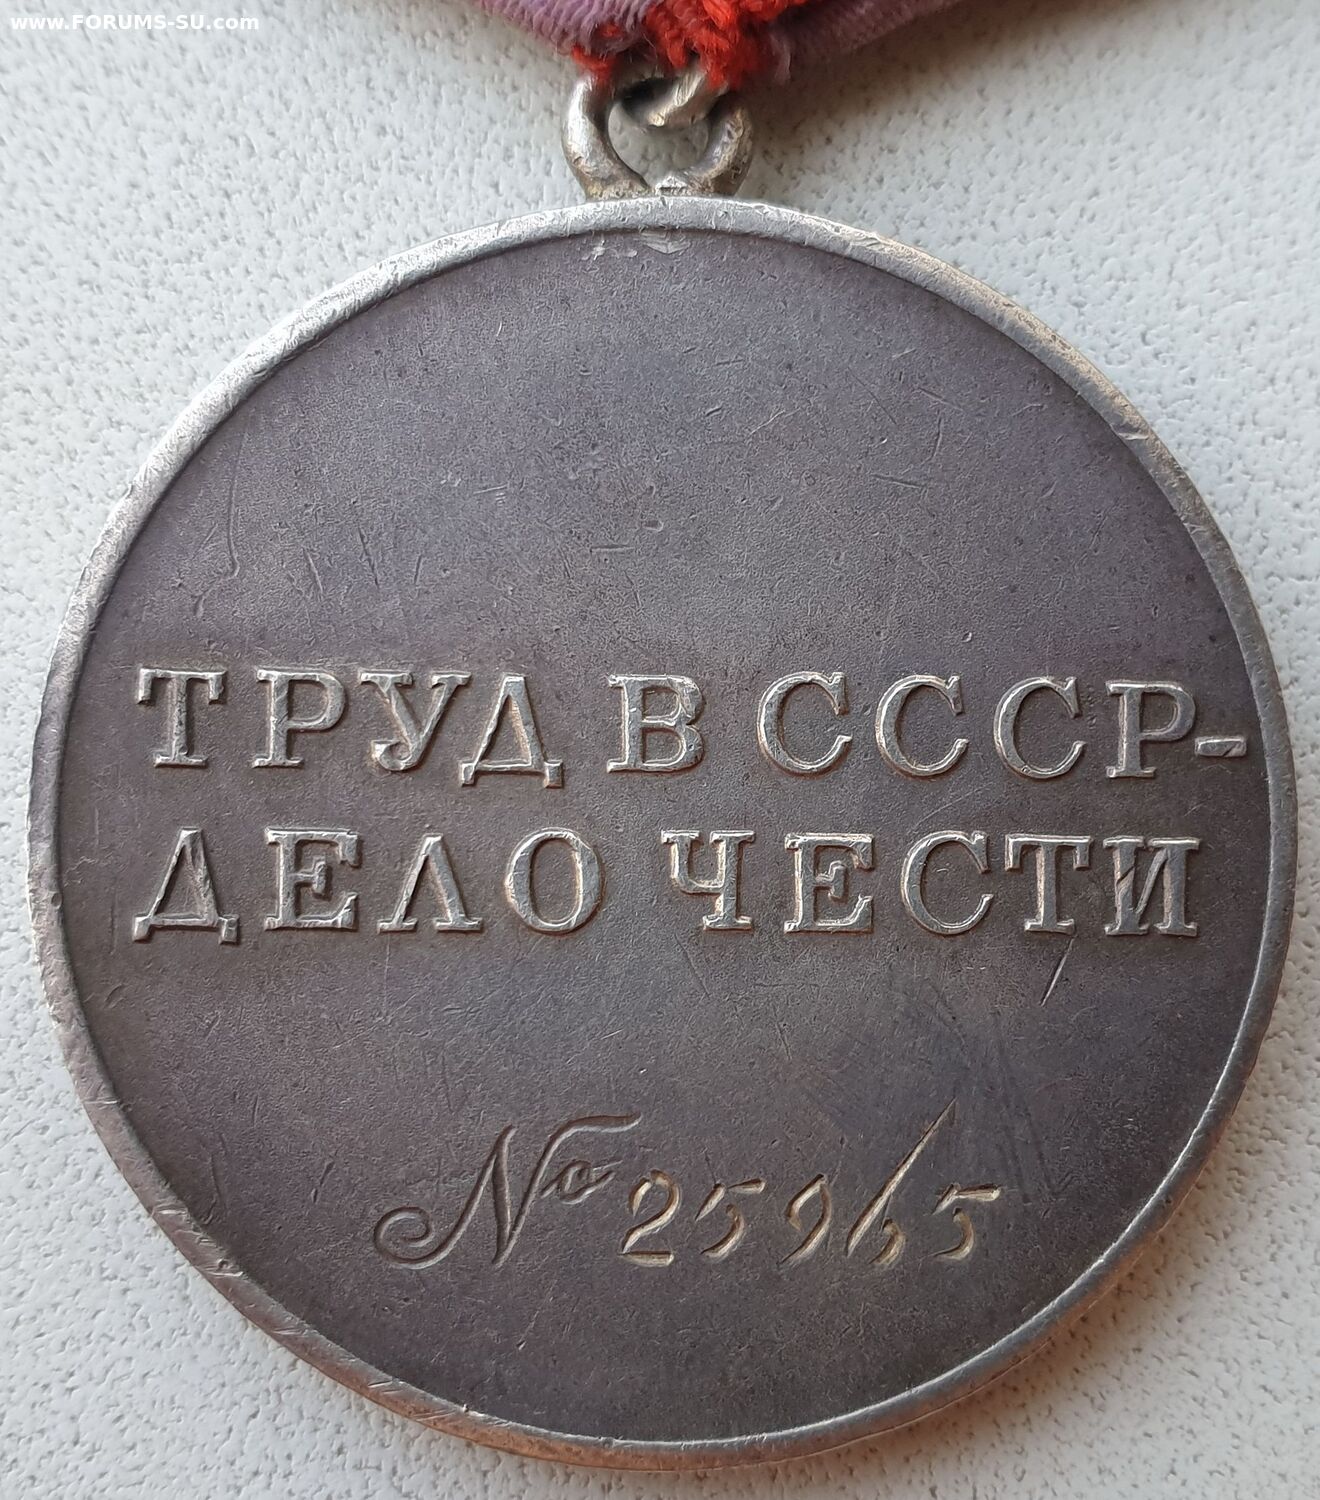 www.FORUMS-SU.com
ТРУД В СССР-
ДЕЛО ЧЕСТИ
№ 25965